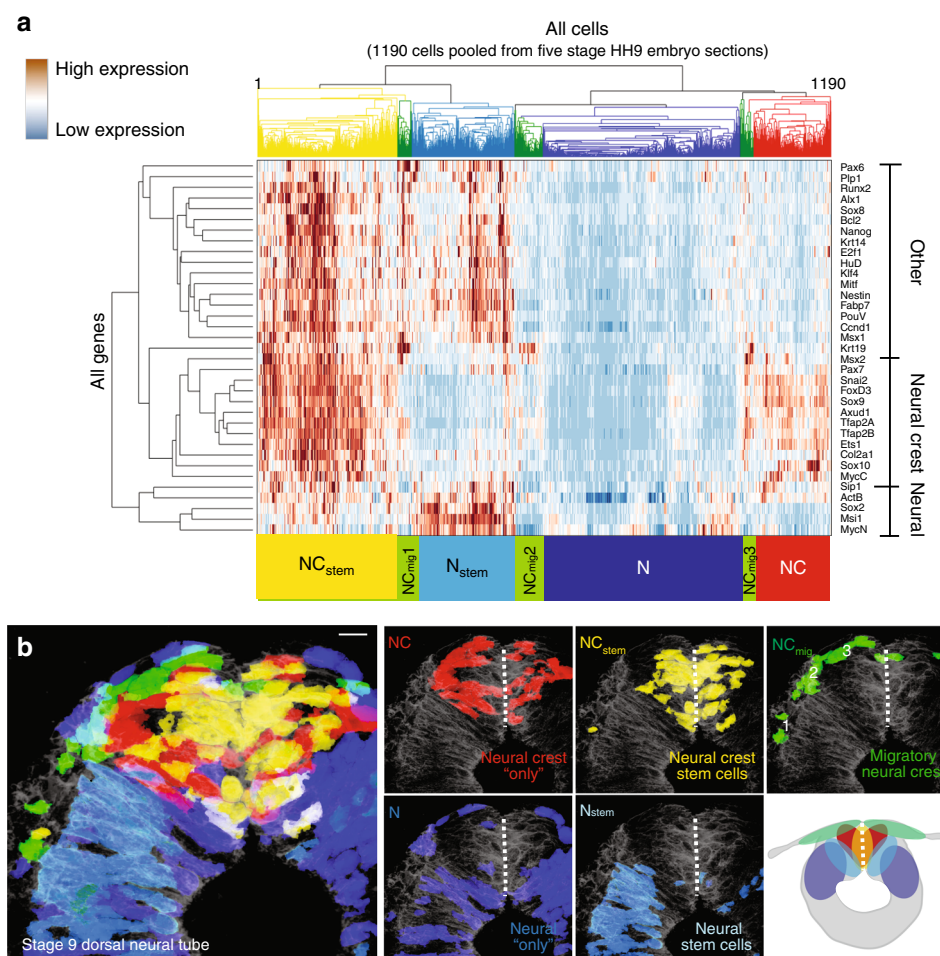 a
All cells
(1190 cells pooled from five stage HH9 embryo sections)
High expression
Low expression
1
1190
All genes
Pax6
Plp1
Runx2
Alx1
Sox8
Bcl2
Nanog
Krt14
E2f1
HuD
Klf4
Mitf
Nestin
Fabp7
PouV
Ccnd1
Msx1
Krt19
Msx2
Pax7
Snai2
FoxD3
Sox9
Axud1
Tfap2A
Tfap2B
Ets1
Col2a1
Sox10
MycC
Sip1
ActB
Sox2
Msi1
MycN
Other
Neural crest
Neural
NCstem
NCmig1
Nstem
NCmig2
N
NCmig3
NC
b
Stage 9 dorsal neural tube
NC
Neural crest
"only"
NCstem
Neural crest
stem cells
NCmig
3
2
1
Migratory
neural cres
N
Neural
"only"
Nstem
Neural
stem cells